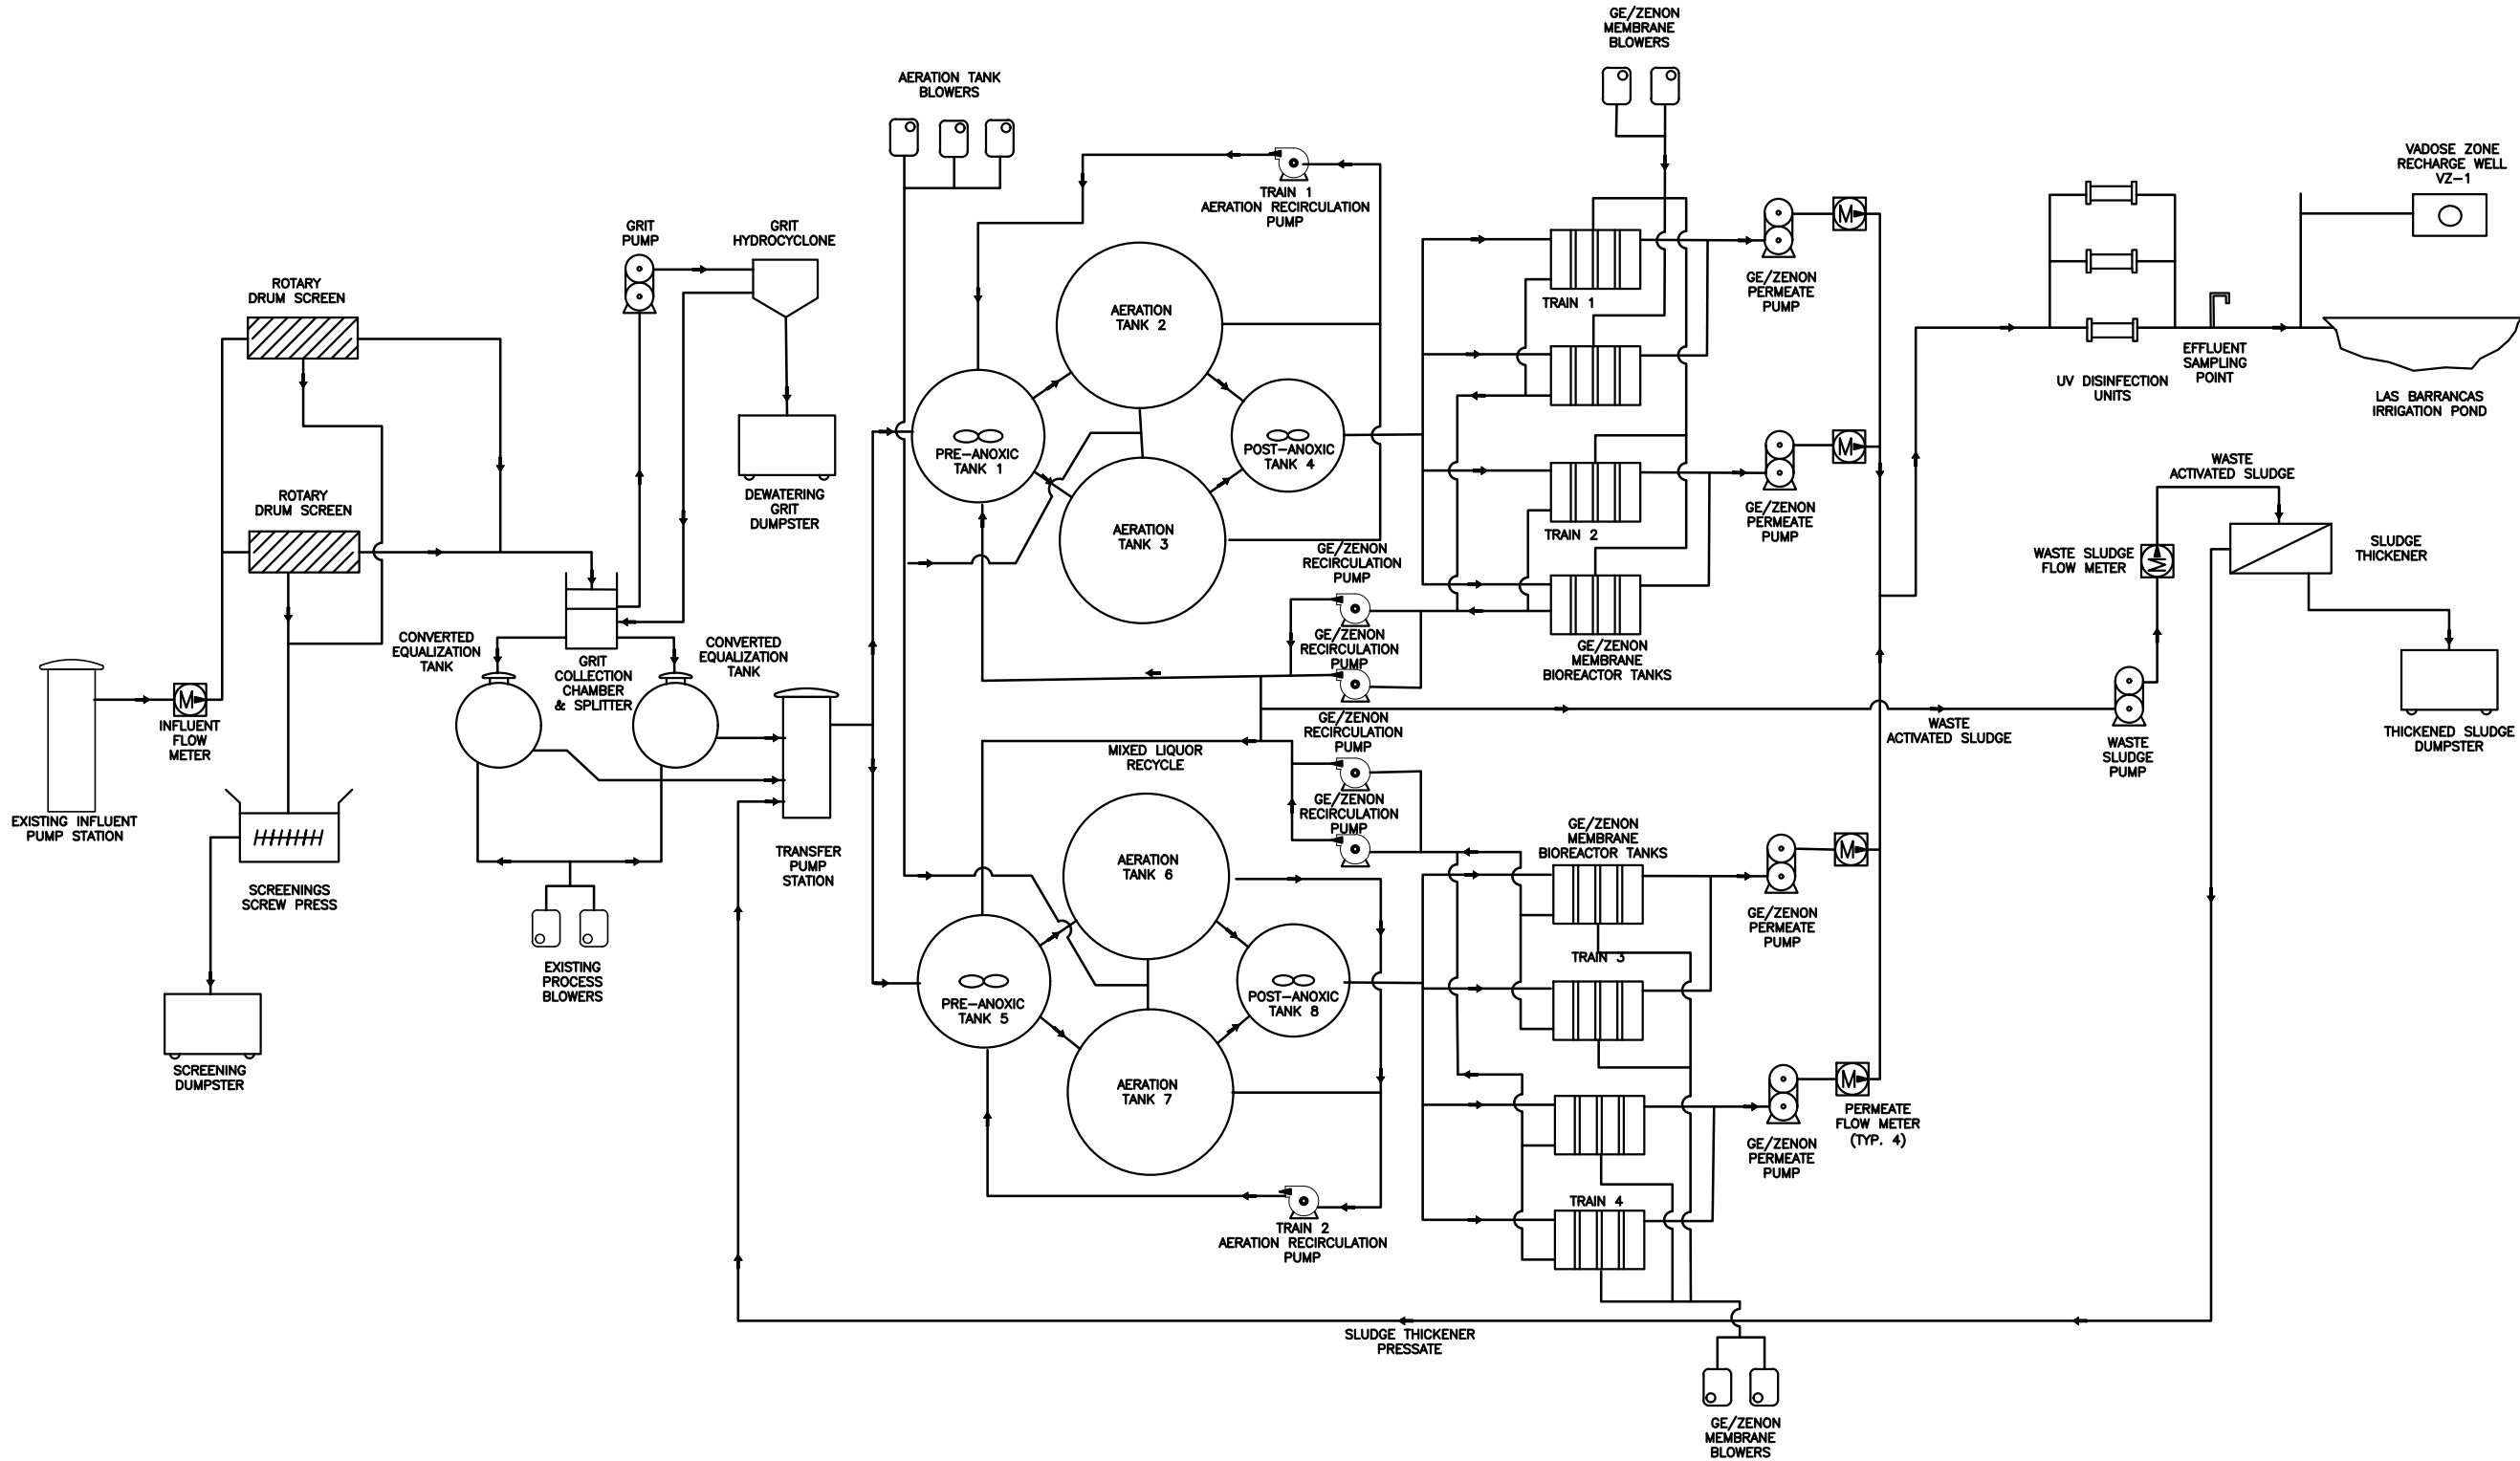 GE/ZENON
MEMBRANE
BLOWERS
AERATION TANK
BLOWERS
VADOSE ZONE
RECHARGE WELL
VZ-1
TRAIN 1
AERATION RECIRCULATION
PUMP
GRIT
PUMP
GRIT
HYDROCYCLONE
ROTARY
DRUM SCREEN
AERATION
TANK 2
TRAIN 1
GE/ZENON
PERMEATE
PUMP
EFFLUENT
SAMPLING
POINT
UV DISINFECTION
UNITS
LAS BARRANCAS
IRRIGATION POND
PRE-ANOXIC
TANK 1
POST-ANOXIC
TANK 4
WASTE
ACTIVATED SLUDGE
ROTARY
DRUM SCREEN
DEWATERING
GRIT
DUMPSTER
AERATION
TANK 3
TRAIN 2
GE/ZENON
PERMEATE
PUMP
GE/ZENON
RECIRCULATION
PUMP
WASTE SLUDGE
FLOW METER
SLUDGE
THICKENER
M
M
M
CONVERTED
EQUALIZATION
TANK
CONVERTED
EQUALIZATION
TANK
GRIT
COLLECTION
CHAMBER
& SPLITTER
GE/ZENON
RECIRCULATION
PUMP
GE/ZENON
MEMBRANE
BIOREACTOR TANKS
M
INFLUENT
FLOW
METER
GE/ZENON
RECIRCULATION
PUMP
WASTE
ACTIVATED SLUDGE
WASTE
SLUDGE
PUMP
THICKENED SLUDGE
DUMPSTER
MIXED LIQUOR
RECYCLE
EXISTING INFLUENT
PUMP STATION
GE/ZENON
RECIRCULATION
PUMP
GE/ZENON
MEMBRANE
BIOREACTOR TANKS
TRANSFER
PUMP
STATION
M
AERATION
TANK 6
SCREENINGS
SCREW PRESS
GE/ZENON
PERMEATE
PUMP
TRAIN 3
EXISTING
PROCESS
BLOWERS
PRE-ANOXIC
TANK 5
POST-ANOXIC
TANK 8
SCREENING
DUMPSTER
AERATION
TANK 7
M
PERMEATE
FLOW METER
(TYP. 4)
GE/ZENON
PERMEATE
PUMP
TRAIN 4
TRAIN 2
AERATION RECIRCULATION
PUMP
SLUDGE THICKENER
PRESSATE
GE/ZENON
MEMBRANE
BLOWERS